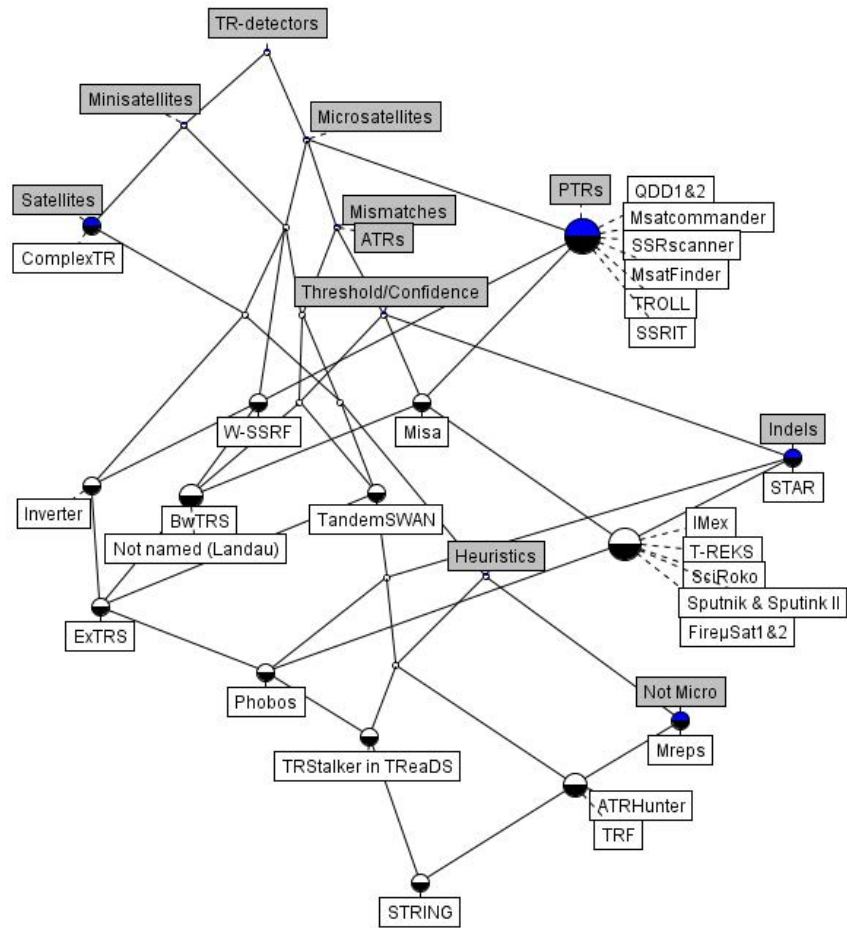 TR-detectors
Minisatellites
Microsatellites
Satellites
ComplexTR
Mismatches
ATRs
PTRs
QDD1&2
Msatcommander
SSRscanner
MsatFinder
TROLL
SSRIT
Threshold/Confidence
W-SSRF
Misa
Indels
STAR
Inverter
BwTRS
Not named (Landau)
TandemSWAN
Heuristics
IMex
T-REKS
SciRoko
Sputnik & Sputink II
FireµSat1&2
ExTRS
Phobos
Not Micro
Mreps
TRStalker in TReaDS
ATRHunter
TRF
STRING